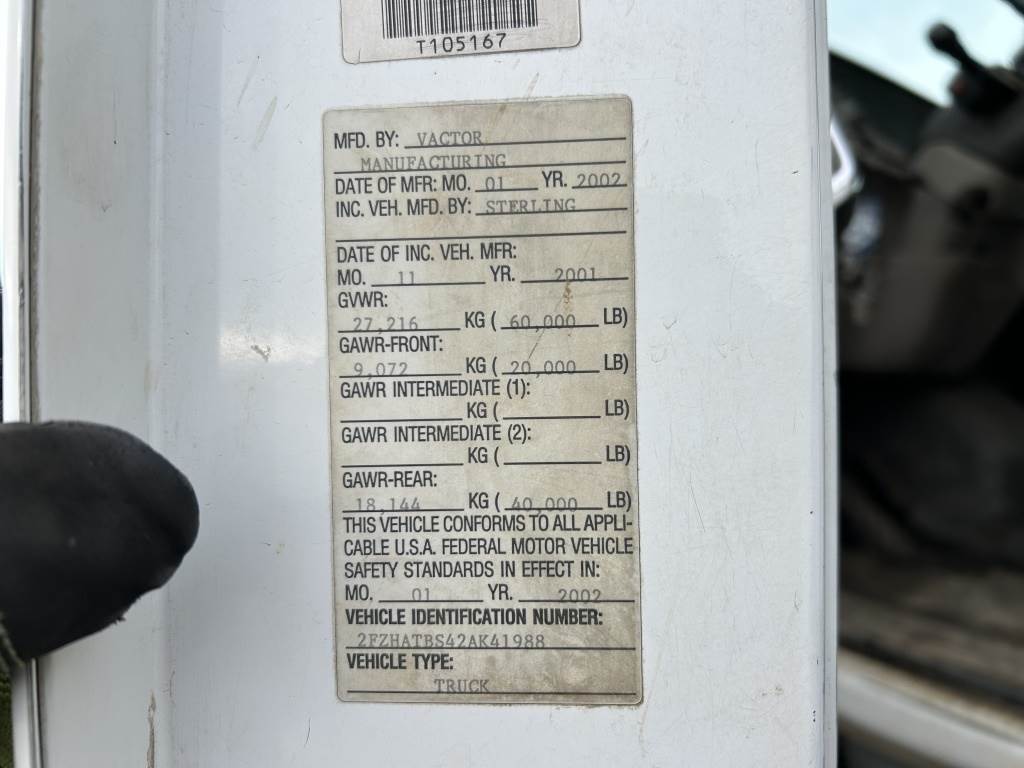 T105167
MFD. BY: VACTOR
MANUFACTURING
DATE OF MFR: MO. 01 YR. 2002
INC. VEH. MFD. BY: STERLING
DATE OF INC. VEH. MFR:
MO. 11 YR. 2001
GVWR:
27,216 KG ( 60,000 LB)
GAWR-FRONT:
9,072 KG ( 20,000 LB)
GAWR INTERMEDIATE (1):
KG ( LB)
GAWR INTERMEDIATE (2):
KG ( LB)
GAWR-REAR:
18,144 KG ( 40,000 LB)
THIS VEHICLE CONFORMS TO ALL APPLI-
CABLE U.S.A. FEDERAL MOTOR VEHICLE
SAFETY STANDARDS IN EFFECT IN:
MO. 01 YR. 2002
VEHICLE IDENTIFICATION NUMBER:
2FZHATBS42AK41988
VEHICLE TYPE:
TRUCK